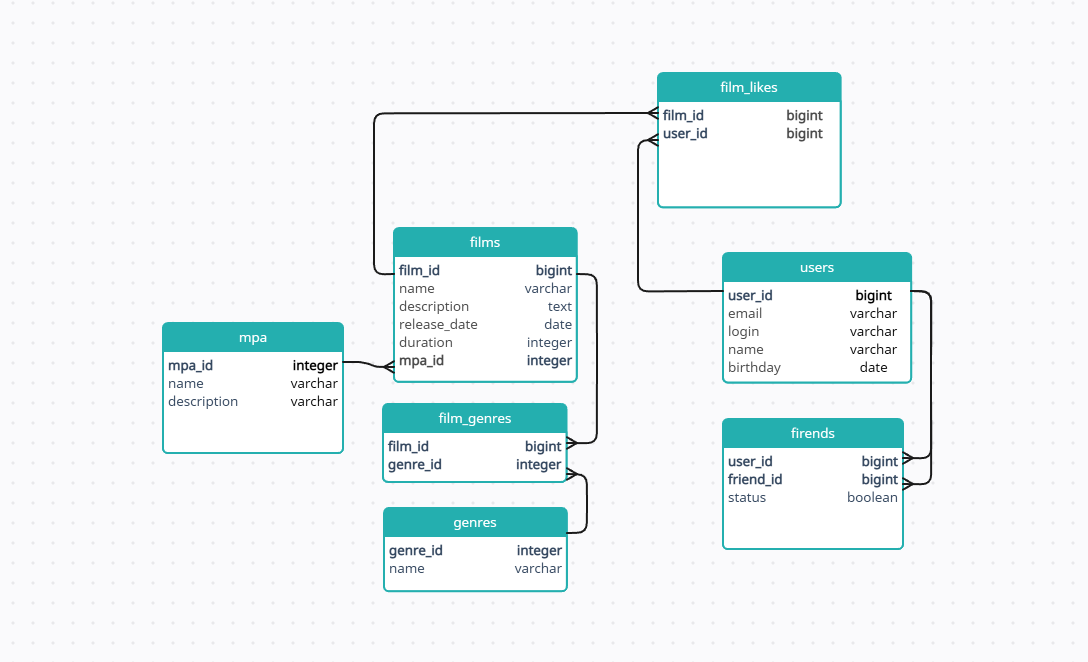 film_likes
film_id bigint
user_id bigint
films
film_id bigint
name varchar
description text
release_date date
duration integer
mpa_id integer
users
user_id bigint
email varchar
login varchar
name varchar
birthday date
mpa
mpa_id integer
name varchar
description varchar
film_genres
film_id bigint
genre_id integer
firends
user_id bigint
friend_id bigint
status boolean
genres
genre_id integer
name varchar